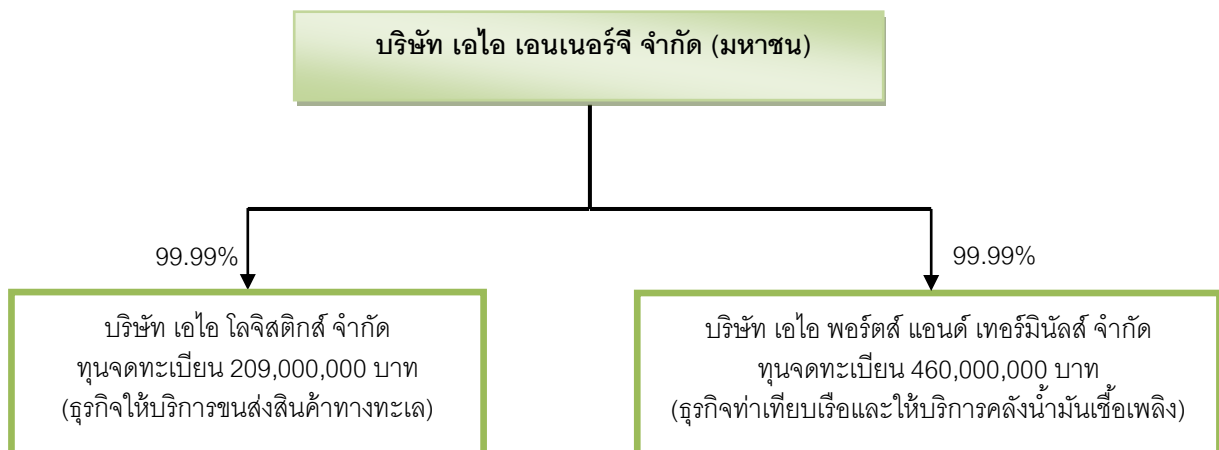 บริษัท เอไอ เอนเนอร์จี จำกัด (มหาชน)
99.99%
99.99%
บริษัท เอไอ โลจิสติกส์ จำกัด
ทุนจดทะเบียน 209,000,000 บาท
(ธุรกิจให้บริการขนส่งสินค้าทางทะเล)
บริษัท เอไอ พอร์ตส์ แอนด์ เทอร์มินัลส์ จำกัด
ทุนจดทะเบียน 460,000,000 บาท
(ธุรกิจท่าเทียบเรือและให้บริการคลังน้ำมันเชื้อเพลิง)